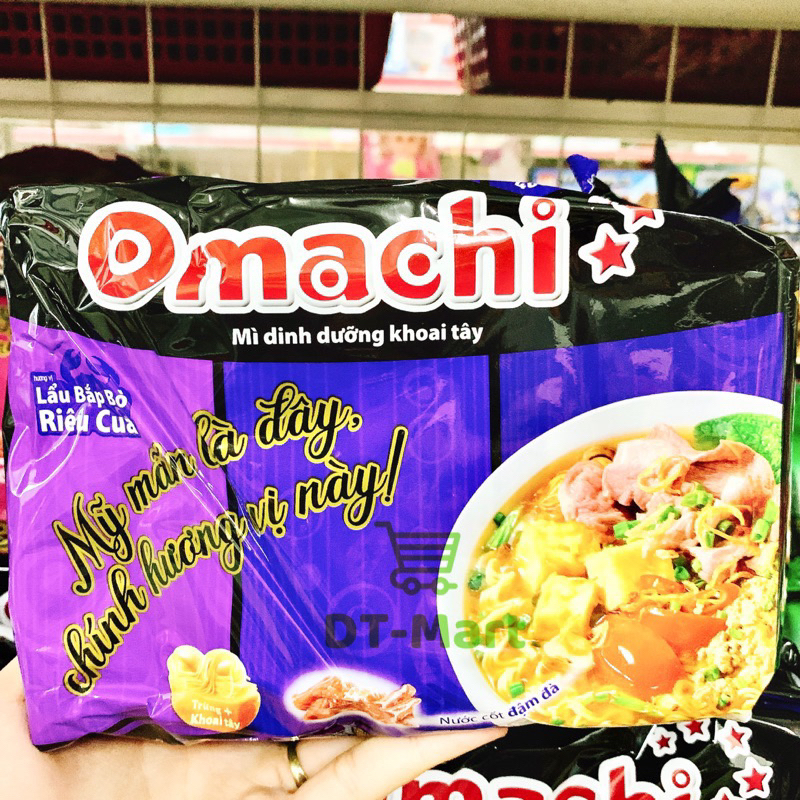 Omachi
Mì dinh dưỡng khoai tây
hương vị
Lẩu Bắp Bò
Riêu Cua
Mỹ mãn là đây,
chính hương vị này!
DT-Mart
Trứng +
Khoai tây
Nước cốt đậm đà
Omachi